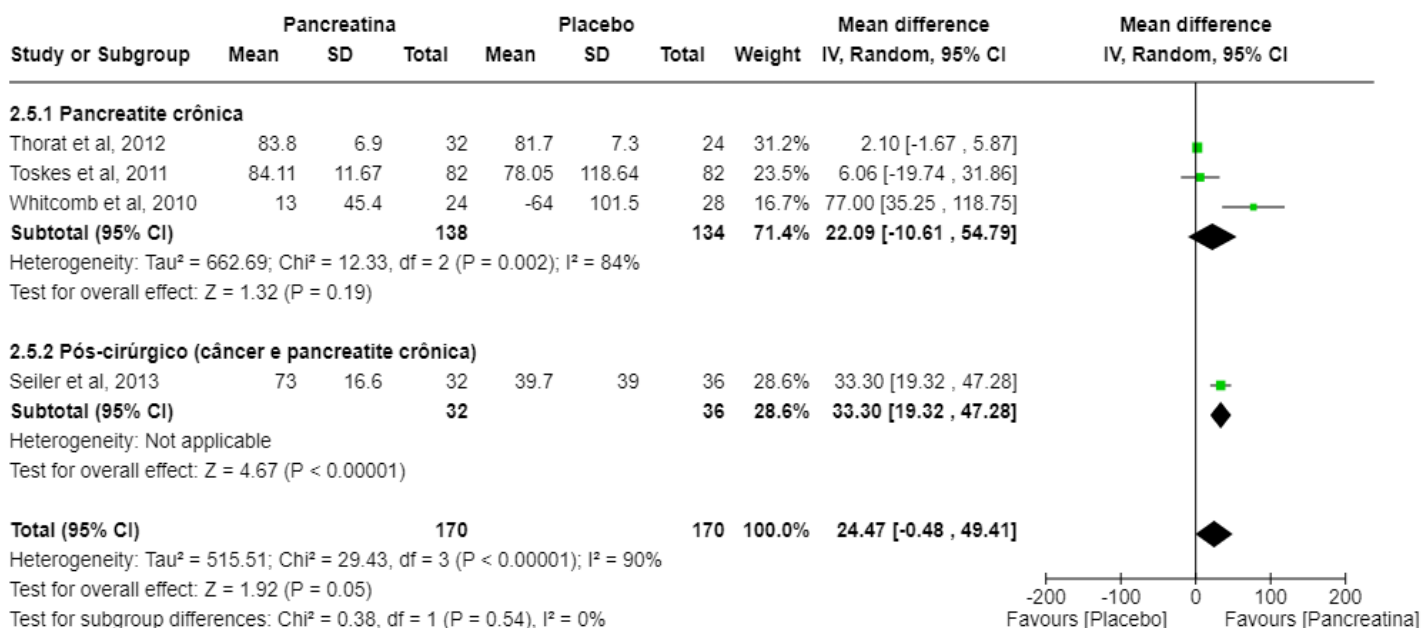 Pancreatina Placebo Mean difference Mean difference
Study or Subgroup Mean SD Total Mean SD Total Weight IV, Random, 95% CI IV, Random, 95% CI
2.5.1 Pancreatite crônica
Thorat et al, 2012 83.8 6.9 32 81.7 7.3 24 31.2% 2.10 [-1.67 , 5.87]
Toskes et al, 2011 84.11 11.67 82 78.05 118.64 82 23.5% 6.06 [-19.74 , 31.86]
Whitcomb et al, 2010 13 45.4 24 -64 101.5 28 16.7% 77.00 [35.25 , 118.75]
Subtotal (95% CI) 138 134 71.4% 22.09 [-10.61 , 54.79]
Heterogeneity: Tau² = 662.69; Chi² = 12.33, df = 2 (P = 0.002); I² = 84%
Test for overall effect: Z = 1.32 (P = 0.19)
2.5.2 Pós-cirúrgico (câncer e pancreatite crônica)
Seiler et al, 2013 73 16.6 32 39.7 39 36 28.6% 33.30 [19.32 , 47.28]
Subtotal (95% CI) 32 36 28.6% 33.30 [19.32 , 47.28]
Heterogeneity: Not applicable
Test for overall effect: Z = 4.67 (P < 0.00001)
Total (95% CI) 170 170 100.0% 24.47 [-0.48 , 49.41]
Heterogeneity: Tau² = 515.51; Chi² = 29.43, df = 3 (P < 0.00001); I² = 90%
Test for overall effect: Z = 1.92 (P = 0.05)
-200 -100 0 100 200
Test for subgroup differences: Chi² = 0.38, df = 1 (P = 0.54), I² = 0% Favours [Placebo] Favours [Pancreatina]